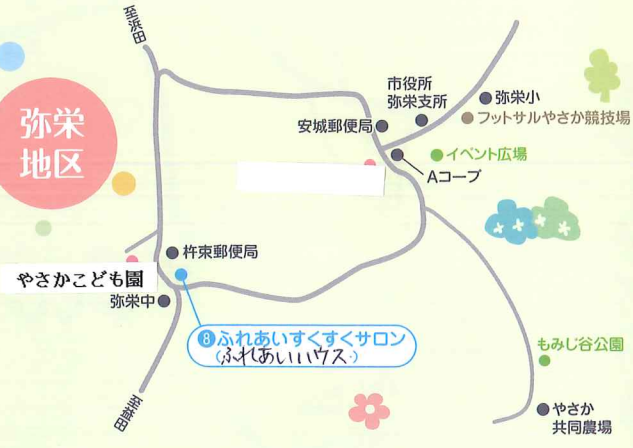 至浜田
弥栄
地区
市役所
弥栄支所
弥栄小
フットサルやさか競技場
安城郵便局
イベント広場
Aコープ
杵束郵便局
やさかこども園
弥栄中
⑧ふれあいすくすくサロン
(ふれあいハウス)
もみじ谷公園
至益田
やさか
共同農場